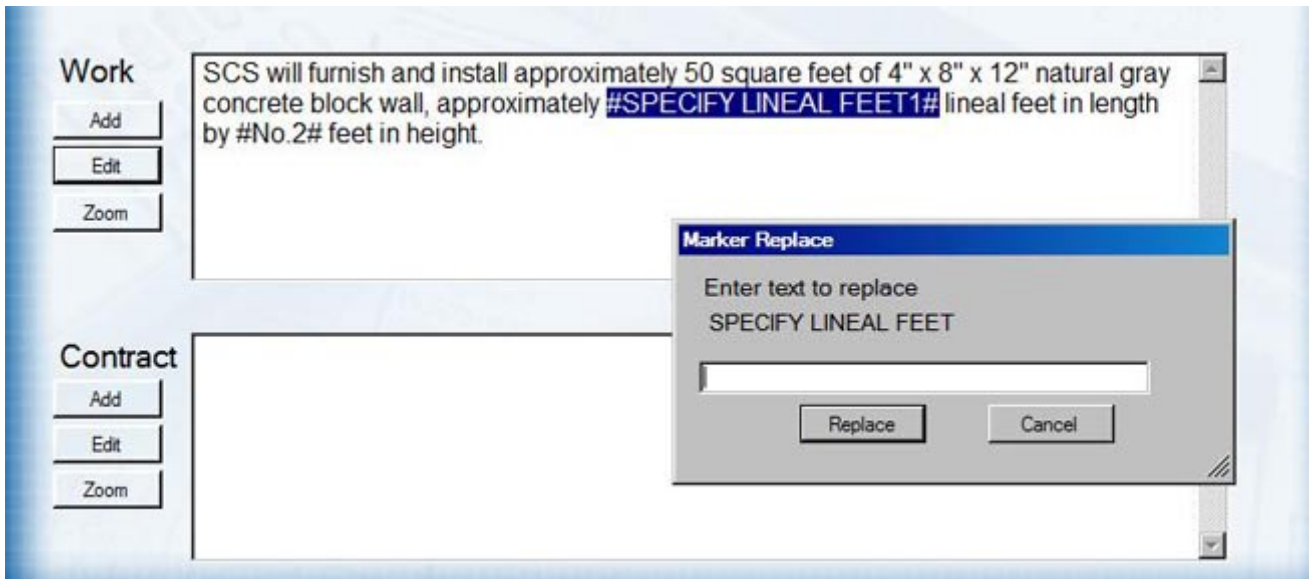 Work
SCS will furnish and install approximately 50 square feet of 4" x 8" x 12" natural gray
concrete block wall, approximately #SPECIFY LINEAL FEET1# lineal feet in length
by #No.2# feet in height.
Add
Edit
Zoom
Marker Replace
Enter text to replace
SPECIFY LINEAL FEET
Replace
Cancel
Contract
Add
Edit
Zoom